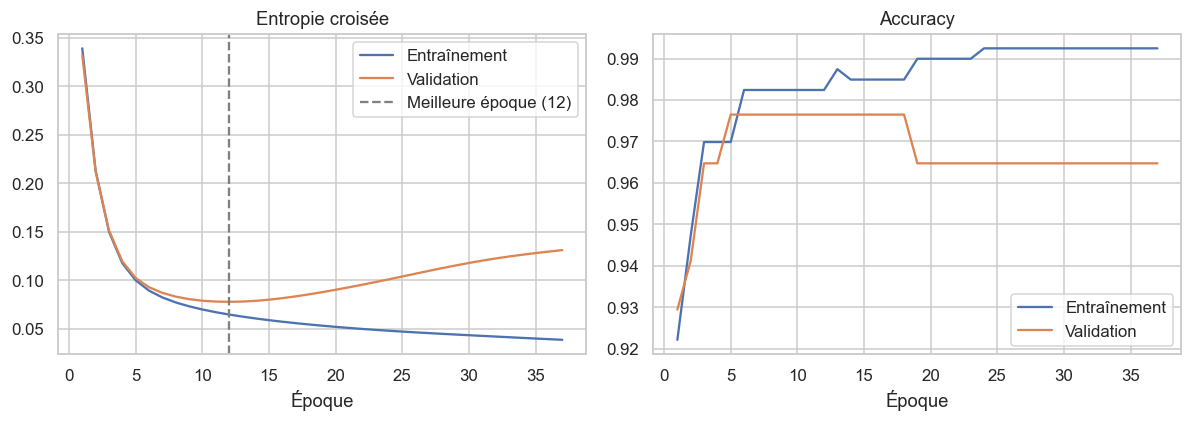 Entropie croisée
0.35
0.30
0.25
0.20
0.15
0.10
0.05
0 5 10 15 20 25 30 35
Époque
Entraînement
Validation
Meilleure époque (12)
Accuracy
0.99
0.98
0.97
0.96
0.95
0.94
0.93
0.92
0 5 10 15 20 25 30 35
Époque
Entraînement
Validation